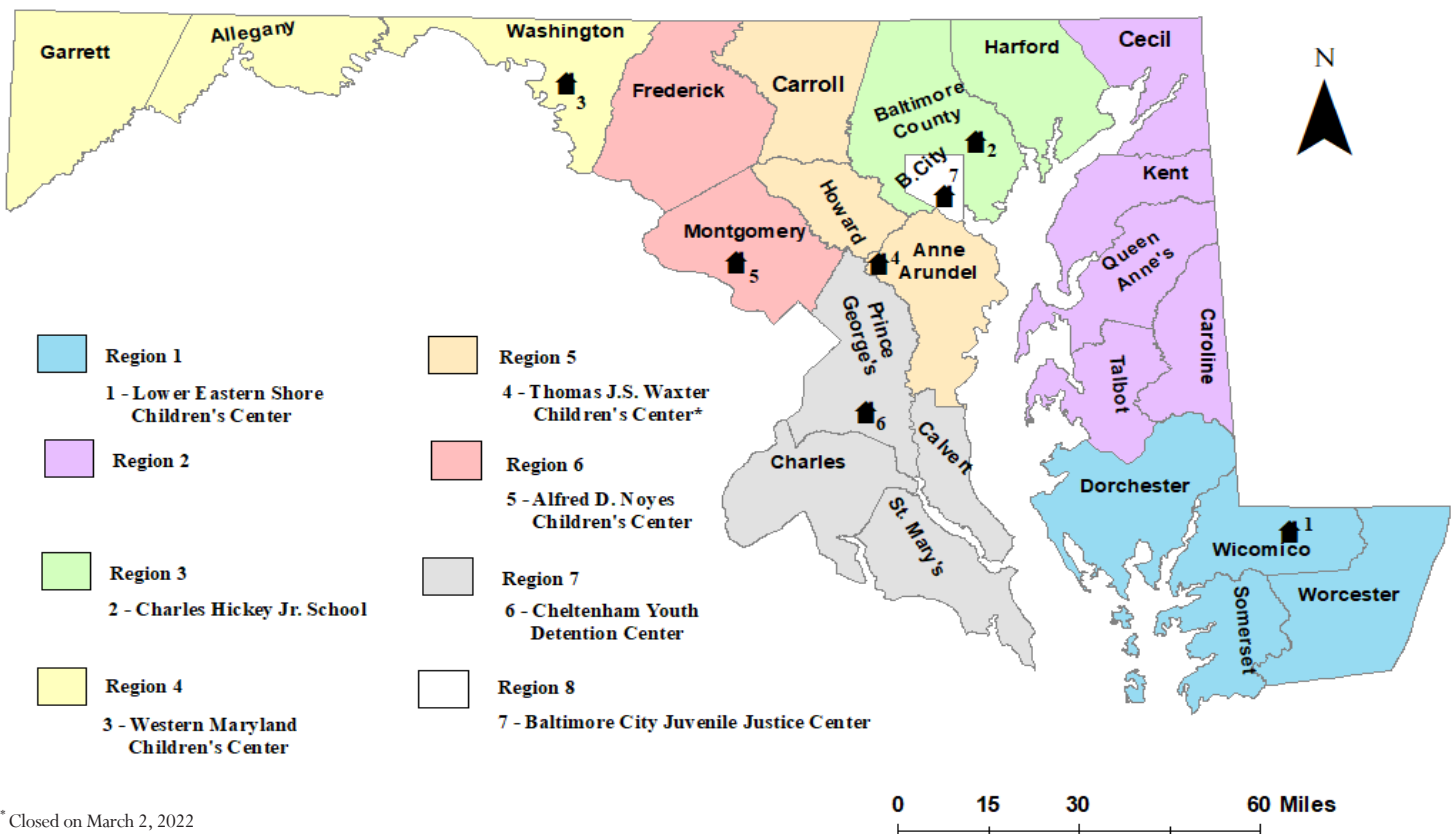 Garrett
Allegany
Washington
3
Frederick
Carroll
Baltimore
County
2
Harford
Cecil
N
B.City
7
Kent
Howard
Montgomery
5
4
Anne
Arundel
Queen
Anne's
Prince
George's
Caroline
Talbot
6
Calvert
Charles
St. Mary's
Dorchester
1
Wicomico
Somerset
Worcester
Region 1
1 - Lower Eastern Shore
Children's Center
Region 2
Region 3
2 - Charles Hickey Jr. School
Region 4
3 - Western Maryland
Children's Center
Region 5
4 - Thomas J.S. Waxter
Children's Center*
Region 6
5 - Alfred D. Noyes
Children's Center
Region 7
6 - Cheltenham Youth
Detention Center
Region 8
7 - Baltimore City Juvenile Justice Center
* Closed on March 2, 2022
0 15 30 60 Miles